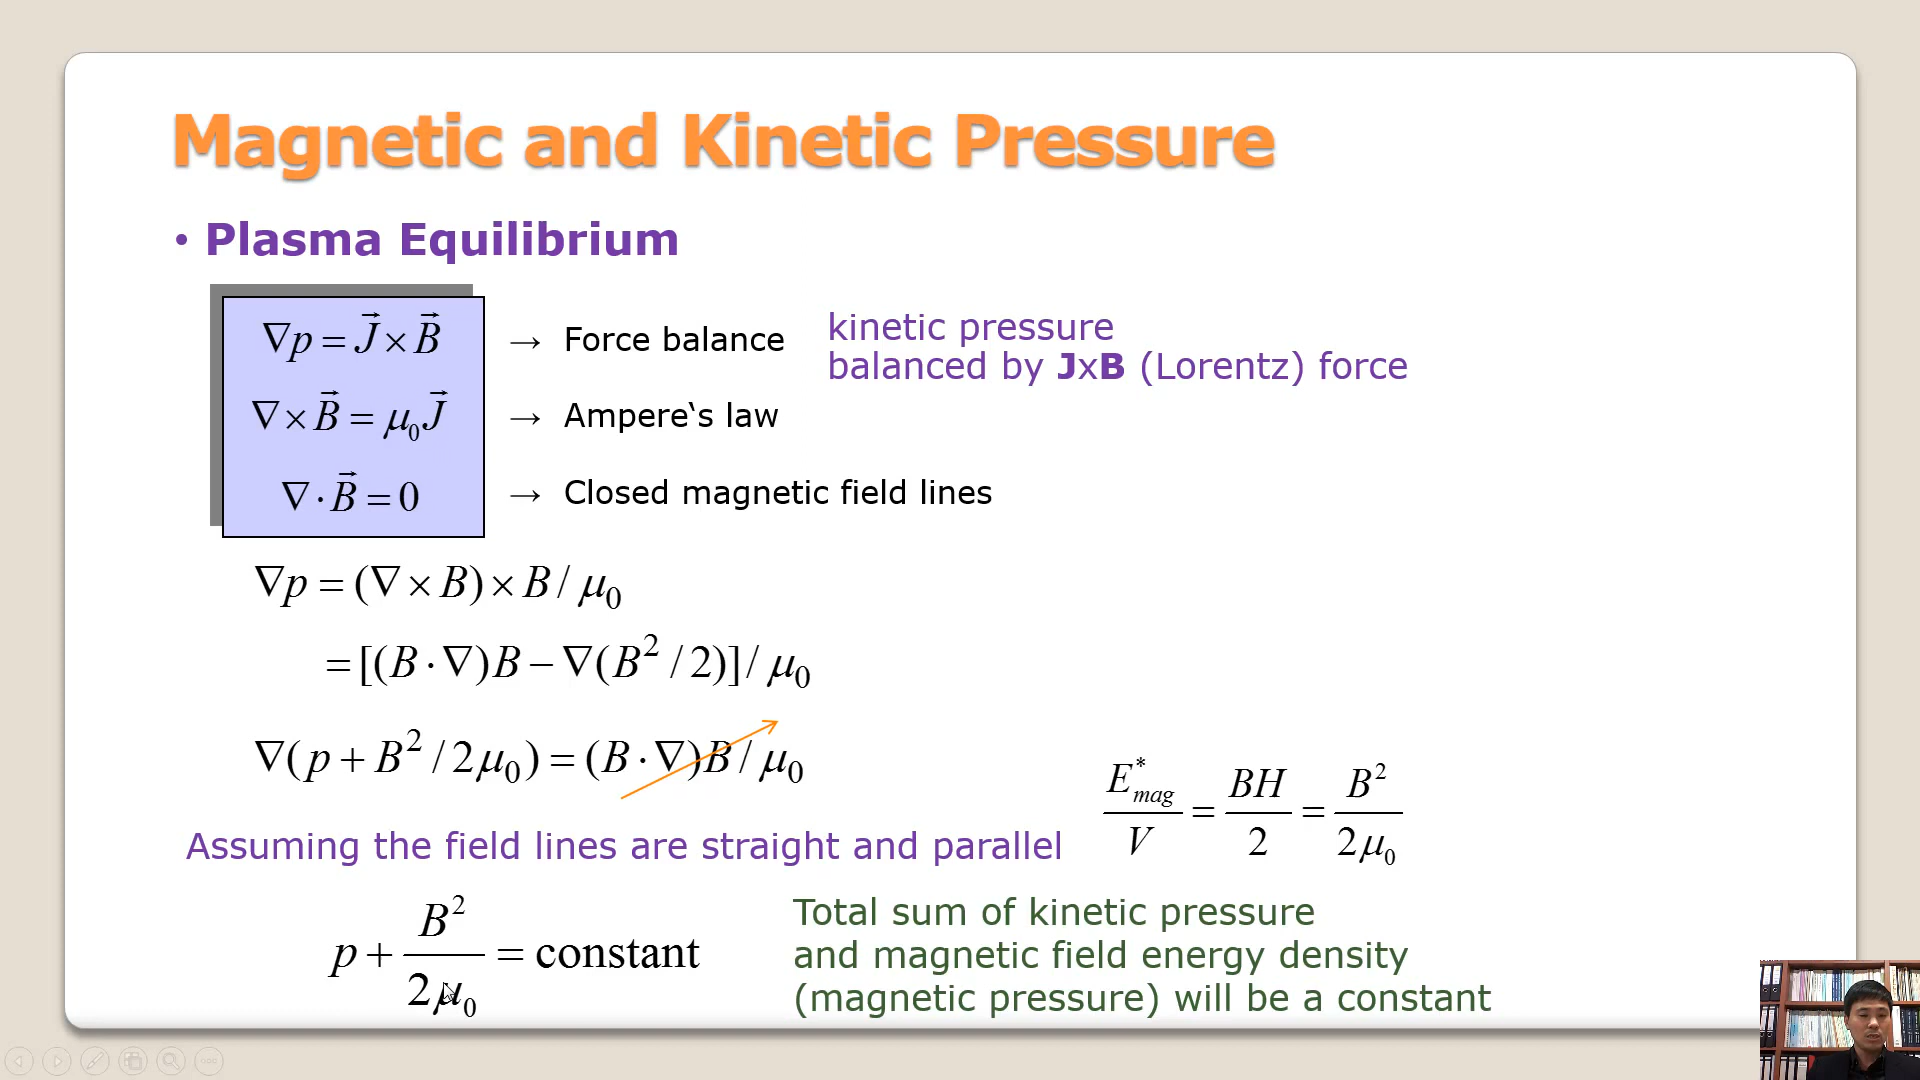 Magnetic and Kinetic Pressure
• Plasma Equilibrium
∇p = J⃗ × B⃗ → Force balance
kinetic pressure
balanced by JxB (Lorentz) force
∇ × B⃗ = μ₀J⃗ → Ampere‛s law
∇ · B⃗ = 0 → Closed magnetic field lines
∇p = (∇ × B) × B / μ₀
= [(B · ∇)B − ∇(B² / 2)] / μ₀
∇(p + B² / 2μ₀) = (B · ∇)B / μ₀
E*mag / V = BH / 2 = B² / 2μ₀
Assuming the field lines are straight and parallel
p + B² / 2μ₀ = constant
Total sum of kinetic pressure
and magnetic field energy density
(magnetic pressure) will be a constant